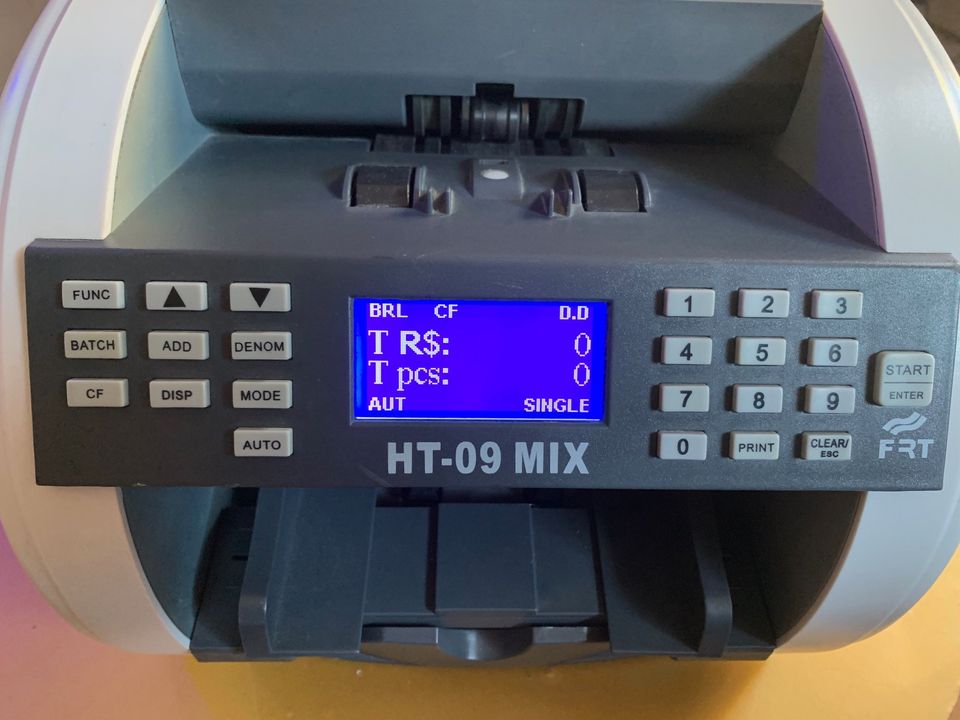 FUNC ▲ ▼
BATCH ADD DENOM
CF DISP MODE
AUTO
BRL CF D.D
T R$: 0
T pcs: 0
AUT SINGLE
HT-09 MIX
1 2 3
4 5 6
7 8 9
0 PRINT CLEAR/
ESC
START
ENTER
FRT